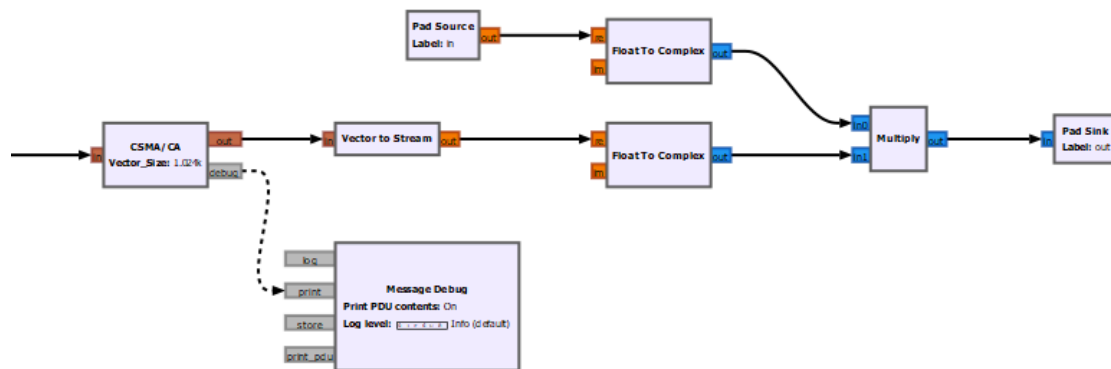 Pad Source
Label: in
out
re
im
Float To Complex
out
in
CSMA/CA
Vector_Size: 1.024k
out
debug
in
Vector to Stream
out
re
im
Float To Complex
out
in0
in1
Multiply
out
in
Pad Sink
Label: out
log
print
store
print_pdu
Message Debug
Print PDU contents: On
Log level: Info (default)